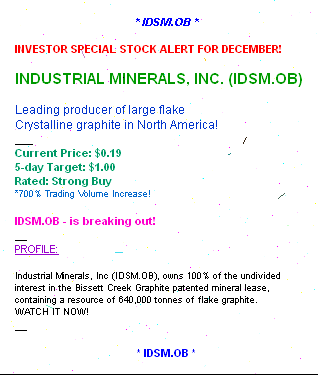 * IDSM.OB *
INVESTOR SPECIAL STOCK ALERT FOR DECEMBER!
INDUSTRIAL MINERALS, INC. (IDSM.OB)
Leading producer of large flake
Crystalline graphite in North America!
Current Price: $0.19
5-day Target: $1.00
Rated: Strong Buy
*700% Trading Volume Increase!
IDSM.OB - is breaking out!
PROFILE:
Industrial Minerals, Inc (IDSM.OB), owns 100% of the undivided
interest in the Bissett Creek Graphite patented mineral lease,
containing a resource of 640,000 tonnes of flake graphite.
WATCH IT NOW!
* IDSM.OB *